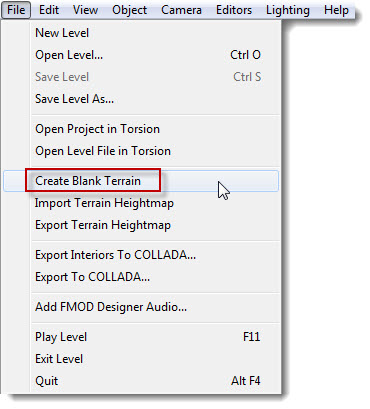 File Edit View Object Camera Editors Lighting Help
New Level
Open Level... Ctrl O
Save Level Ctrl S
Save Level As...
Open Project in Torsion
Open Level File in Torsion
Create Blank Terrain
Import Terrain Heightmap
Export Terrain Heightmap
Export Interiors To COLLADA...
Export To COLLADA...
Add FMOD Designer Audio...
Play Level F11
Exit Level
Quit Alt F4